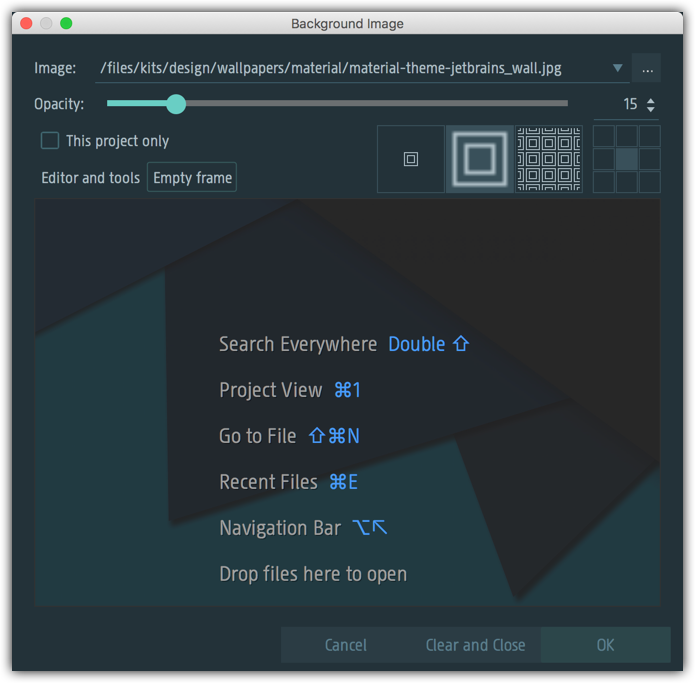 Background Image
Image: /files/kits/design/wallpapers/material/material-theme-jetbrains_wall.jpg ...
Opacity: 15
This project only
Editor and tools Empty frame
Search Everywhere Double ⇧
Project View ⌘1
Go to File ⇧⌘N
Recent Files ⌘E
Navigation Bar ⌥↖
Drop files here to open
Cancel Clear and Close OK